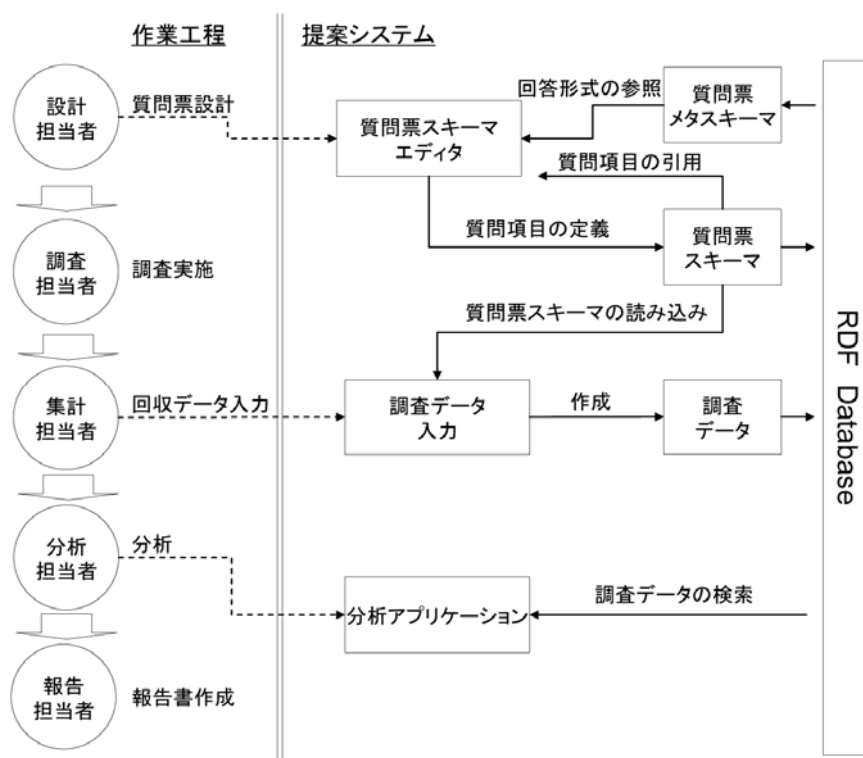 作業工程
提案システム
設計
担当者
質問票設計
質問票スキーマ
エディタ
回答形式の参照
質問票
メタスキーマ
質問項目の引用
質問項目の定義
質問票
スキーマ
調査
担当者
調査実施
質問票スキーマの読み込み
集計
担当者
回収データ入力
調査データ
入力
作成
調査
データ
RDF Database
分析
担当者
分析
分析アプリケーション
調査データの検索
報告
担当者
報告書作成